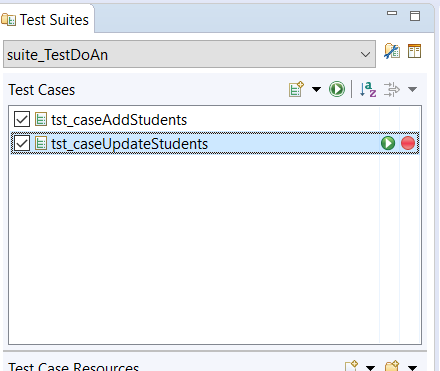 Test Suites
suite_TestDoAn
Test Cases
tst_caseAddStudents
tst_caseUpdateStudents
Test Case Resources